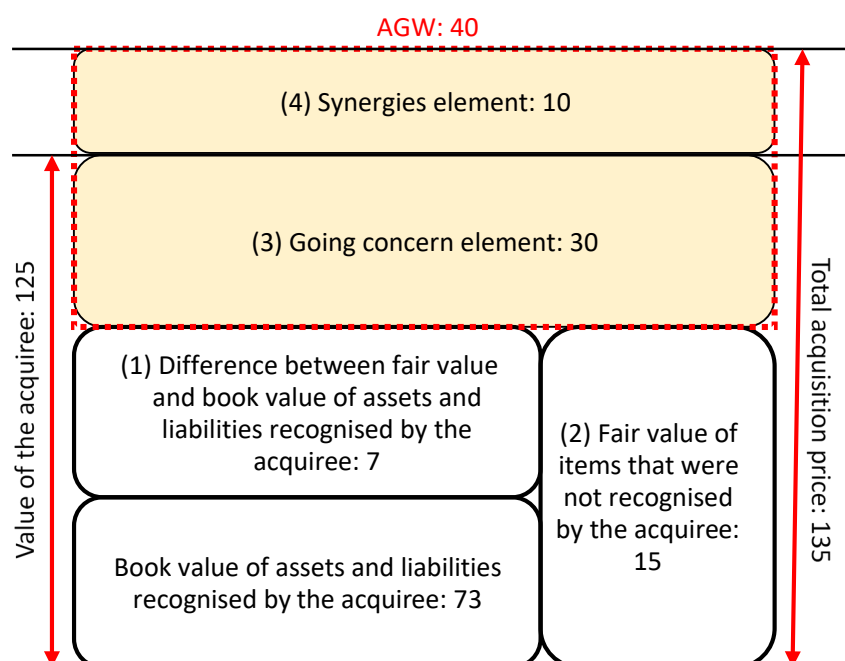 AGW: 40
(4) Synergies element: 10
(3) Going concern element: 30
Value of the acquiree: 125
Total acquisition price: 135
(1) Difference between fair value
and book value of assets and
liabilities recognised by the
acquiree: 7
(2) Fair value of
items that were
not recognised
by the acquiree:
15
Book value of assets and liabilities
recognised by the acquiree: 73